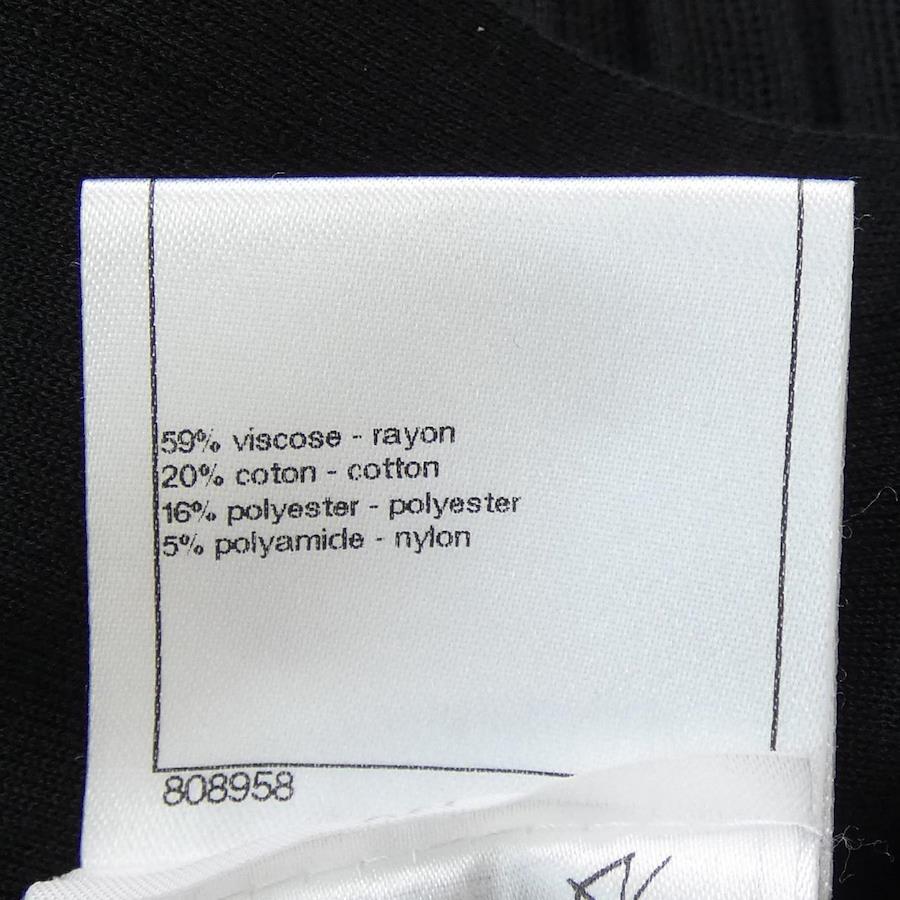 59% viscose - rayon
20% coton - cotton
16% polyester - polyester
5% polyamide - nylon
808958